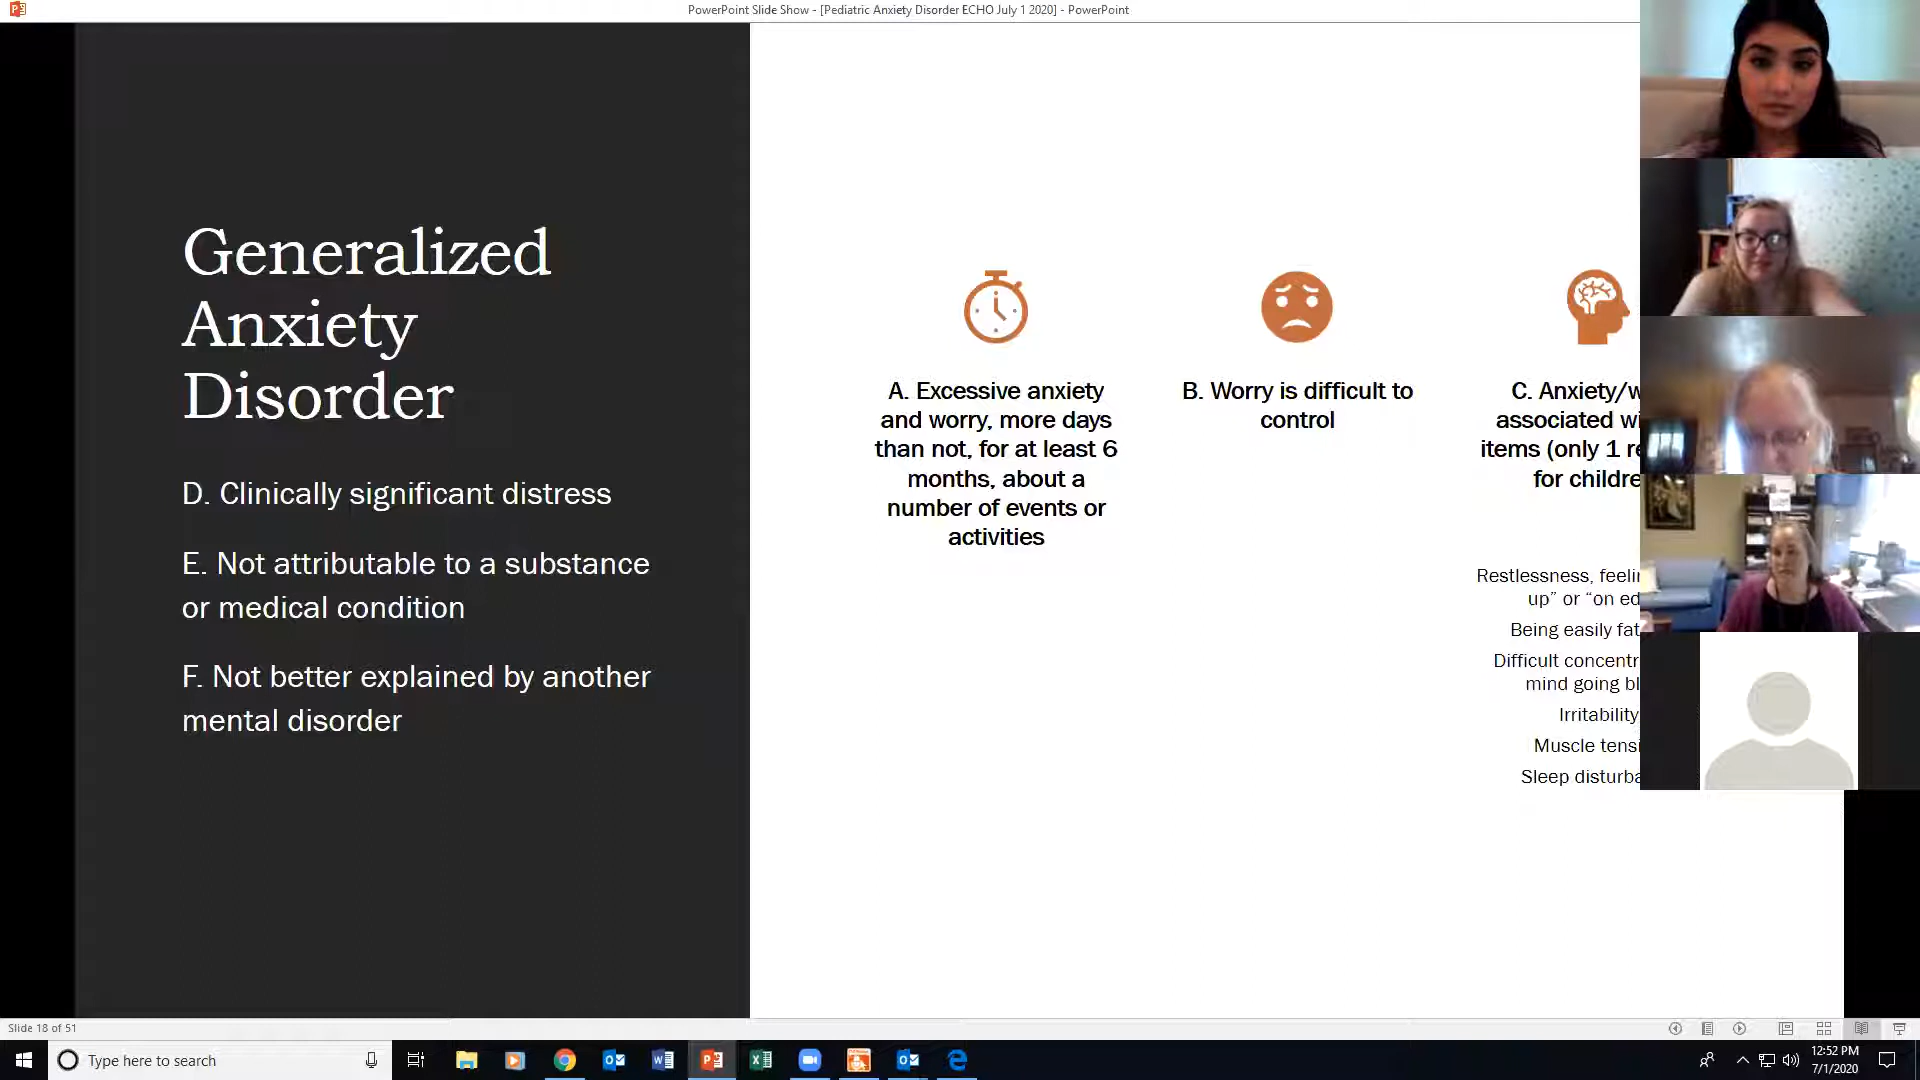 PowerPoint Slide Show - [Pediatric Anxiety Disorder ECHO July 1 2020] - PowerPoint
Generalized
Anxiety
Disorder
D. Clinically significant distress
E. Not attributable to a substance
or medical condition
F. Not better explained by another
mental disorder
A. Excessive anxiety
and worry, more days
than not, for at least 6
months, about a
number of events or
activities
B. Worry is difficult to
control
C. Anxiety/w
associated wi
items (only 1 re
for childre
Restlessness, feelin
up” or “on ed
Being easily fat
Difficult concentr
mind going bl
Irritability
Muscle tensi
Sleep disturba
Slide 18 of 51
Type here to search
12:52 PM
7/1/2020